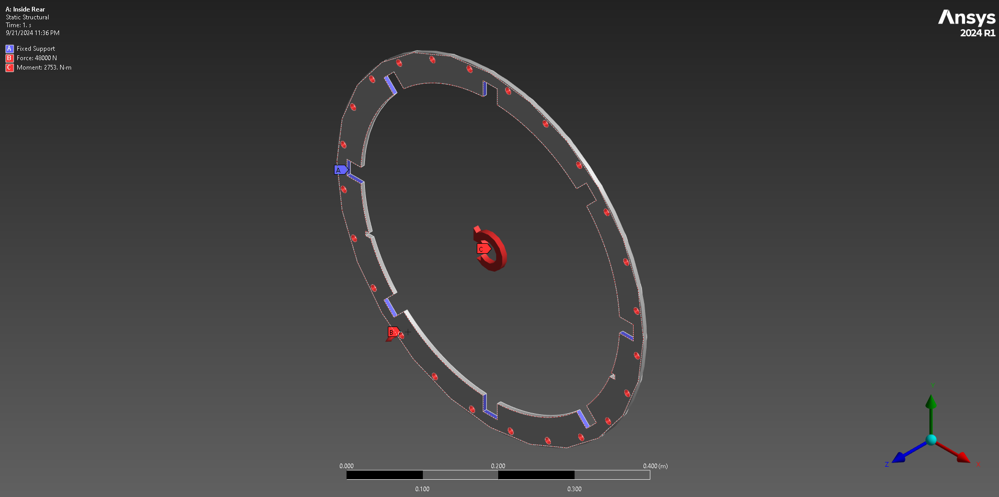 A: Inside Rear
Static Structural
Time: 1. s
9/21/2024 11:36 PM
A Fixed Support
B Force: 48000 N
C Moment: 2753. N·m
Ansys
2024 R1
A
C
B
Y
Z
X
0.000
0.200
0.400 (m)
0.100
0.300